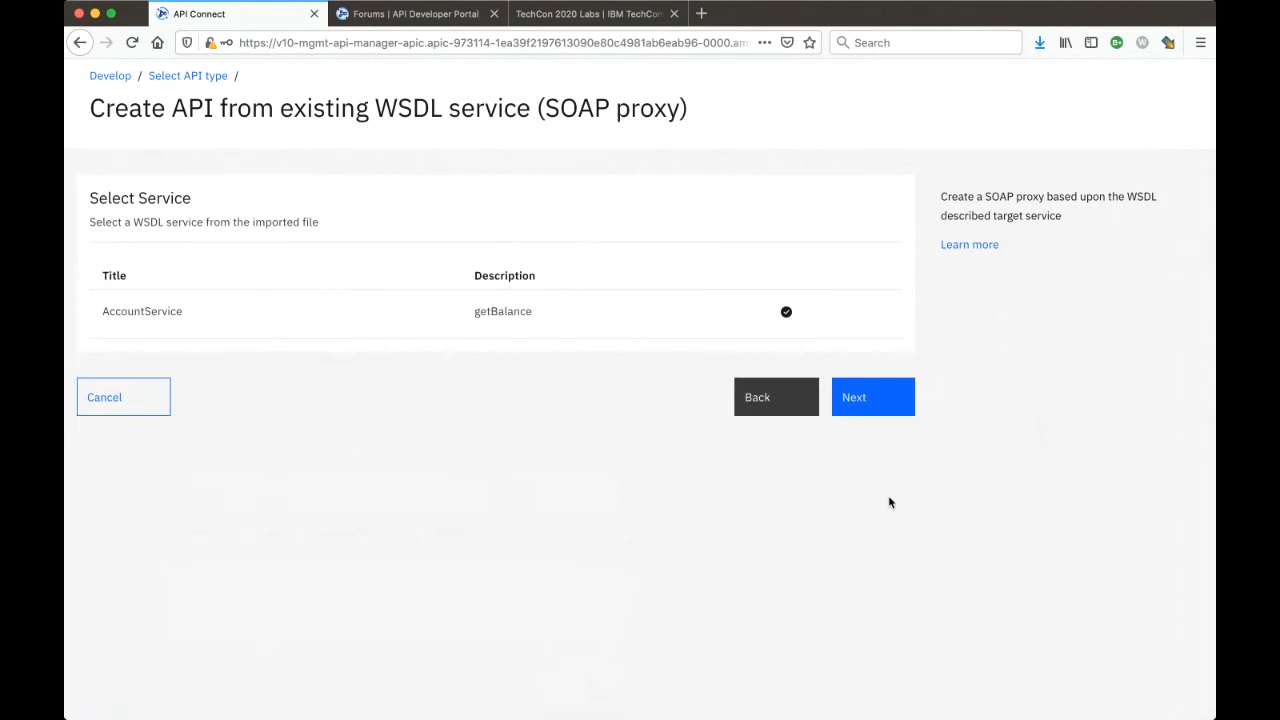 API Connect
Forums | API Developer Portal
TechCon 2020 Labs | IBM TechCon
https://v10-mgmt-api-manager-apic.apic-973114-1ea39f2197613090e80c4981ab6eab96-0000.am
Search
Develop / Select API type /
Create API from existing WSDL service (SOAP proxy)
Select Service
Select a WSDL service from the imported file
Title Description
AccountService getBalance
Cancel
Back
Next
Create a SOAP proxy based upon the WSDL
described target service
Learn more